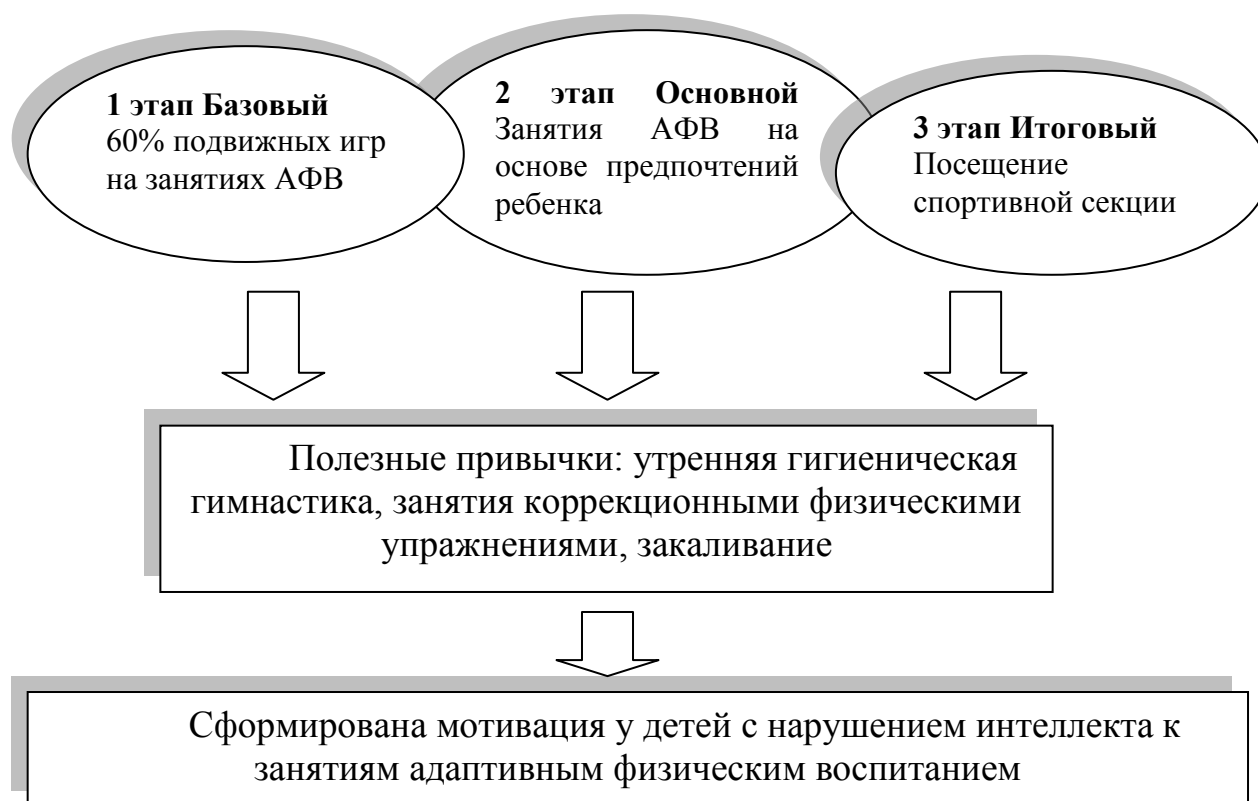 1 этап Базовый
60% подвижных игр
на занятиях АФВ
2 этап Основной
Занятия АФВ на
основе предпочтений
ребенка
3 этап Итоговый
Посещение
спортивной секции
Полезные привычки: утренняя гигиеническая
гимнастика, занятия коррекционными физическими
упражнениями, закаливание
Сформирована мотивация у детей с нарушением интеллекта к
занятиям адаптивным физическим воспитанием